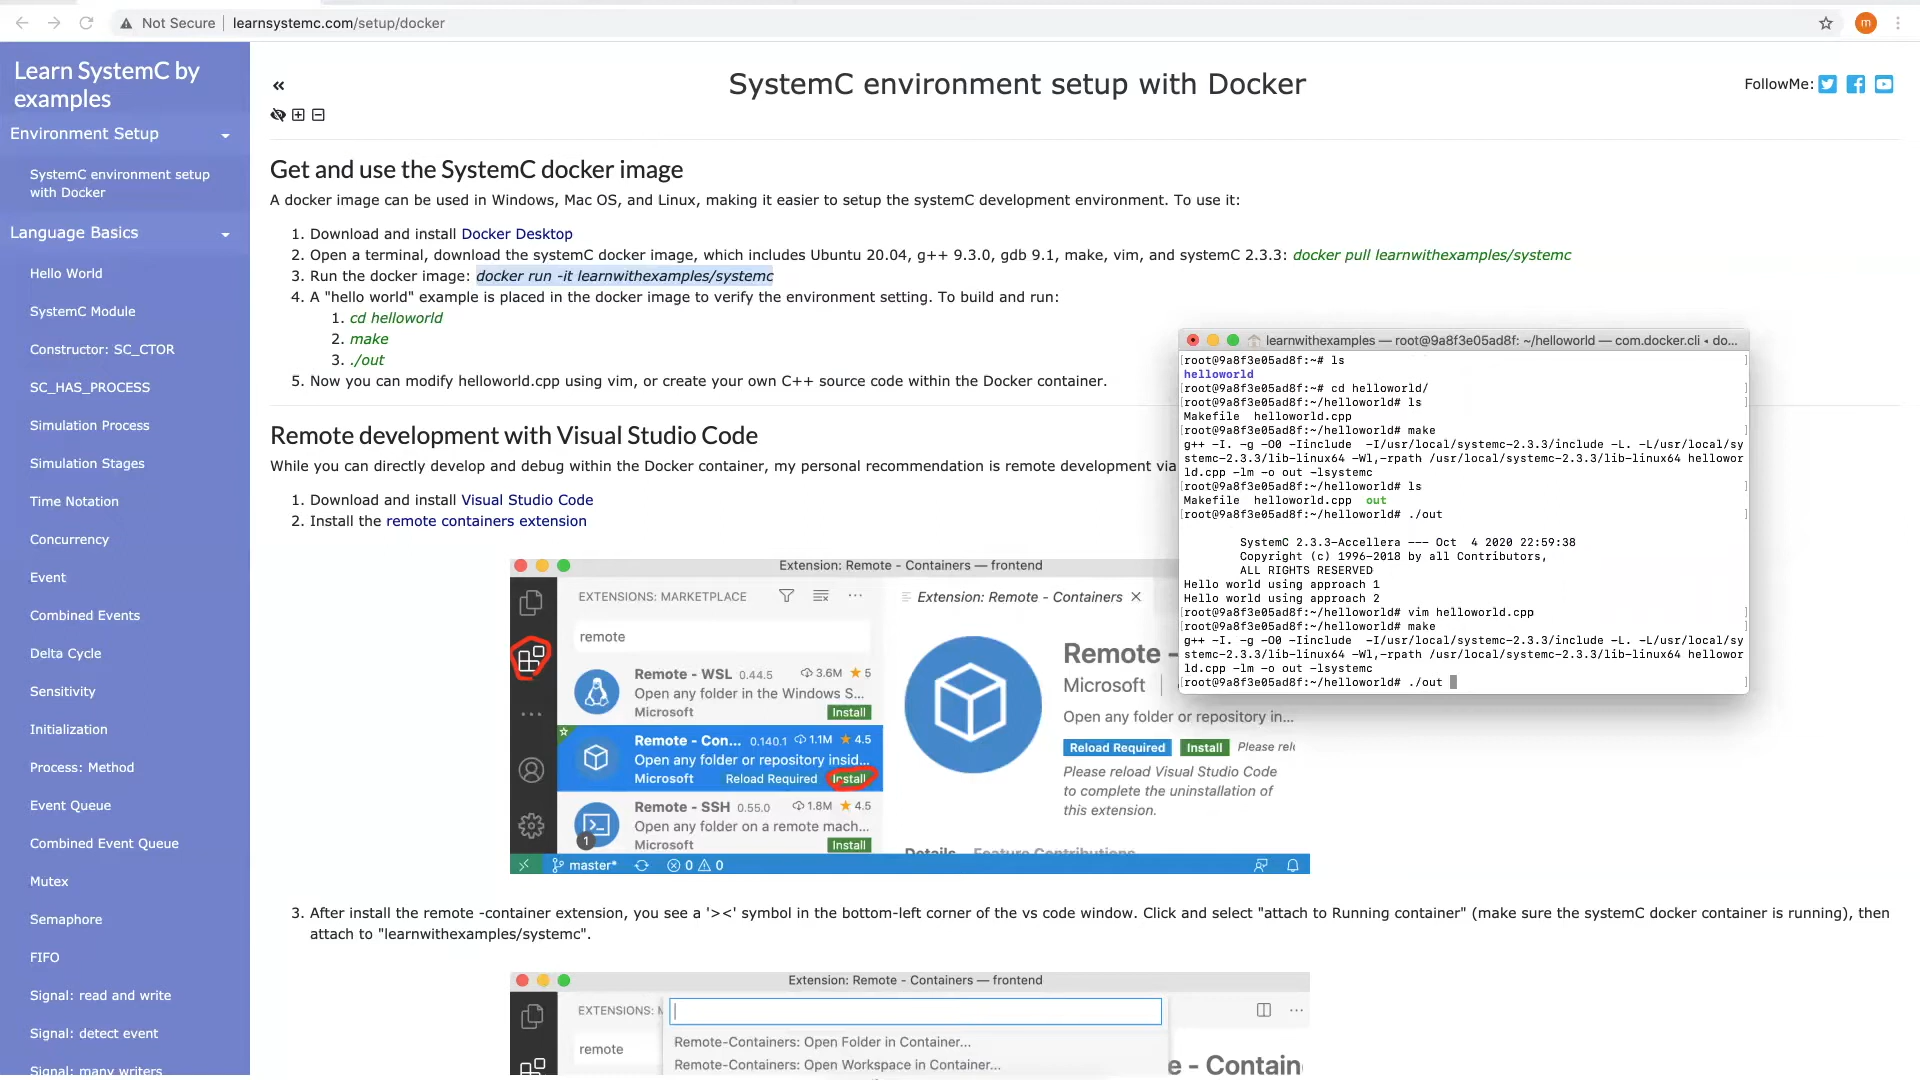 Not Secure | learnsystemc.com/setup/docker
m
Learn SystemC by
examples
Environment Setup
SystemC environment setup
with Docker
Language Basics
Hello World
SystemC Module
Constructor: SC_CTOR
SC_HAS_PROCESS
Simulation Process
Simulation Stages
Time Notation
Concurrency
Event
Combined Events
Delta Cycle
Sensitivity
Initialization
Process: Method
Event Queue
Combined Event Queue
Mutex
Semaphore
FIFO
Signal: read and write
Signal: detect event
Signal: many writers
«
SystemC environment setup with Docker
FollowMe:
Get and use the SystemC docker image
A docker image can be used in Windows, Mac OS, and Linux, making it easier to setup the systemC development environment. To use it:
1. Download and install Docker Desktop
2. Open a terminal, download the systemC docker image, which includes Ubuntu 20.04, g++ 9.3.0, gdb 9.1, make, vim, and systemC 2.3.3: docker pull learnwithexamples/systemc
3. Run the docker image: docker run -it learnwithexamples/systemc
4. A "hello world" example is placed in the docker image to verify the environment setting. To build and run:
1. cd helloworld
2. make
3. ./out
5. Now you can modify helloworld.cpp using vim, or create your own C++ source code within the Docker container.
Remote development with Visual Studio Code
While you can directly develop and debug within the Docker container, my personal recommendation is remote development via
1. Download and install Visual Studio Code
2. Install the remote containers extension
Extension: Remote - Containers — frontend
EXTENSIONS: MARKETPLACE
remote
Remote - WSL 0.44.5 3.6M ★ 5
Open any folder in the Windows S...
Microsoft Install
Remote - Con... 0.140.1 1.1M ★ 4.5
Open any folder or repository insid...
Microsoft Reload Required Install
Remote - SSH 0.55.0 1.8M ★ 4.5
Open any folder on a remote mach...
Microsoft Install
1
master* 0 0
Extension: Remote - Containers ×
Remote -
Microsoft |
Open any folder or repository in...
Reload Required Install Please relo
Please reload Visual Studio Code
to complete the uninstallation of
this extension.
Details Feature Contributions
learnwithexamples — root@9a8f3e05ad8f: ~/helloworld — com.docker.cli ◂ do...
[root@9a8f3e05ad8f:~# ls ]
helloworld
[root@9a8f3e05ad8f:~# cd helloworld/ ]
[root@9a8f3e05ad8f:~/helloworld# ls ]
Makefile helloworld.cpp
[root@9a8f3e05ad8f:~/helloworld# make ]
g++ -I. -g -O0 -Iinclude -I/usr/local/systemc-2.3.3/include -L. -L/usr/local/sy
stemc-2.3.3/lib-linux64 -Wl,-rpath /usr/local/systemc-2.3.3/lib-linux64 hellowor
ld.cpp -lm -o out -lsystemc
[root@9a8f3e05ad8f:~/helloworld# ls ]
Makefile helloworld.cpp out
[root@9a8f3e05ad8f:~/helloworld# ./out ]
SystemC 2.3.3-Accellera --- Oct 4 2020 22:59:38
Copyright (c) 1996-2018 by all Contributors,
ALL RIGHTS RESERVED
Hello world using approach 1
Hello world using approach 2
[root@9a8f3e05ad8f:~/helloworld# vim helloworld.cpp ]
[root@9a8f3e05ad8f:~/helloworld# make ]
g++ -I. -g -O0 -Iinclude -I/usr/local/systemc-2.3.3/include -L. -L/usr/local/sy
stemc-2.3.3/lib-linux64 -Wl,-rpath /usr/local/systemc-2.3.3/lib-linux64 hellowor
ld.cpp -lm -o out -lsystemc
[root@9a8f3e05ad8f:~/helloworld# ./out ]
3. After install the remote -container extension, you see a '><' symbol in the bottom-left corner of the vs code window. Click and select "attach to Running container" (make sure the systemC docker container is running), then
attach to "learnwithexamples/systemc".
Extension: Remote - Containers — frontend
EXTENSIONS: M
remote
Remote-Containers: Open Folder in Container...
Remote-Containers: Open Workspace in Container...
e - Contain